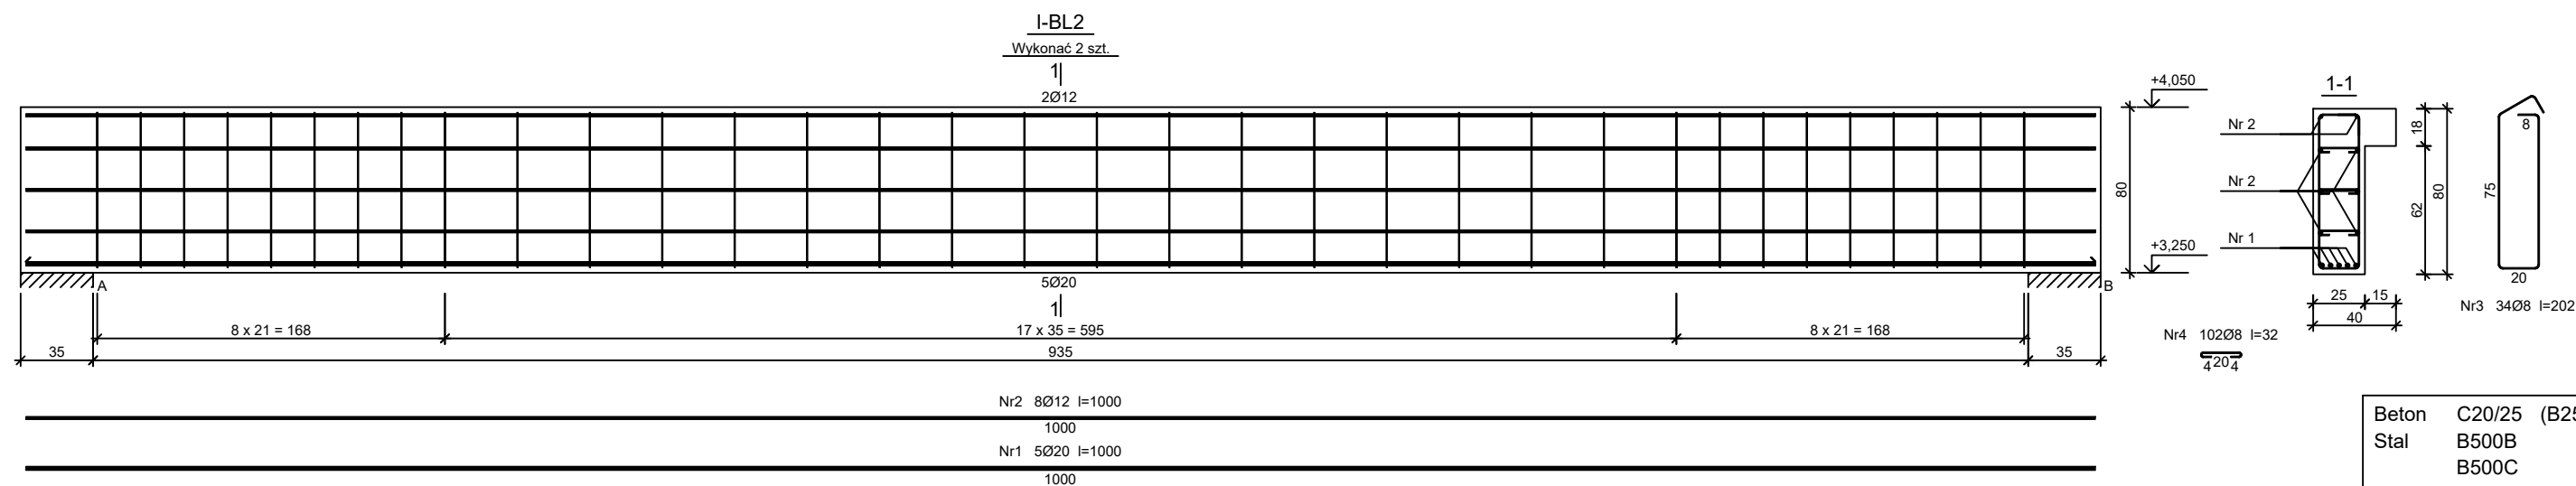 I-BL2
Wykonać 2 szt.
1
2Ø12
A
B
5Ø20
1
8 x 21 = 168
17 x 35 = 595
8 x 21 = 168
35
935
35
Nr2 8Ø12 l=1000
1000
Nr1 5Ø20 l=1000
1000
80
+4,050
+3,250
1-1
Nr 2
Nr 2
Nr 1
18
62
80
25
15
40
8
75
20
Nr3 34Ø8 l=202
Nr4 102Ø8 l=32
4 20 4
Beton C20/25 (B25
Stal B500B
B500C